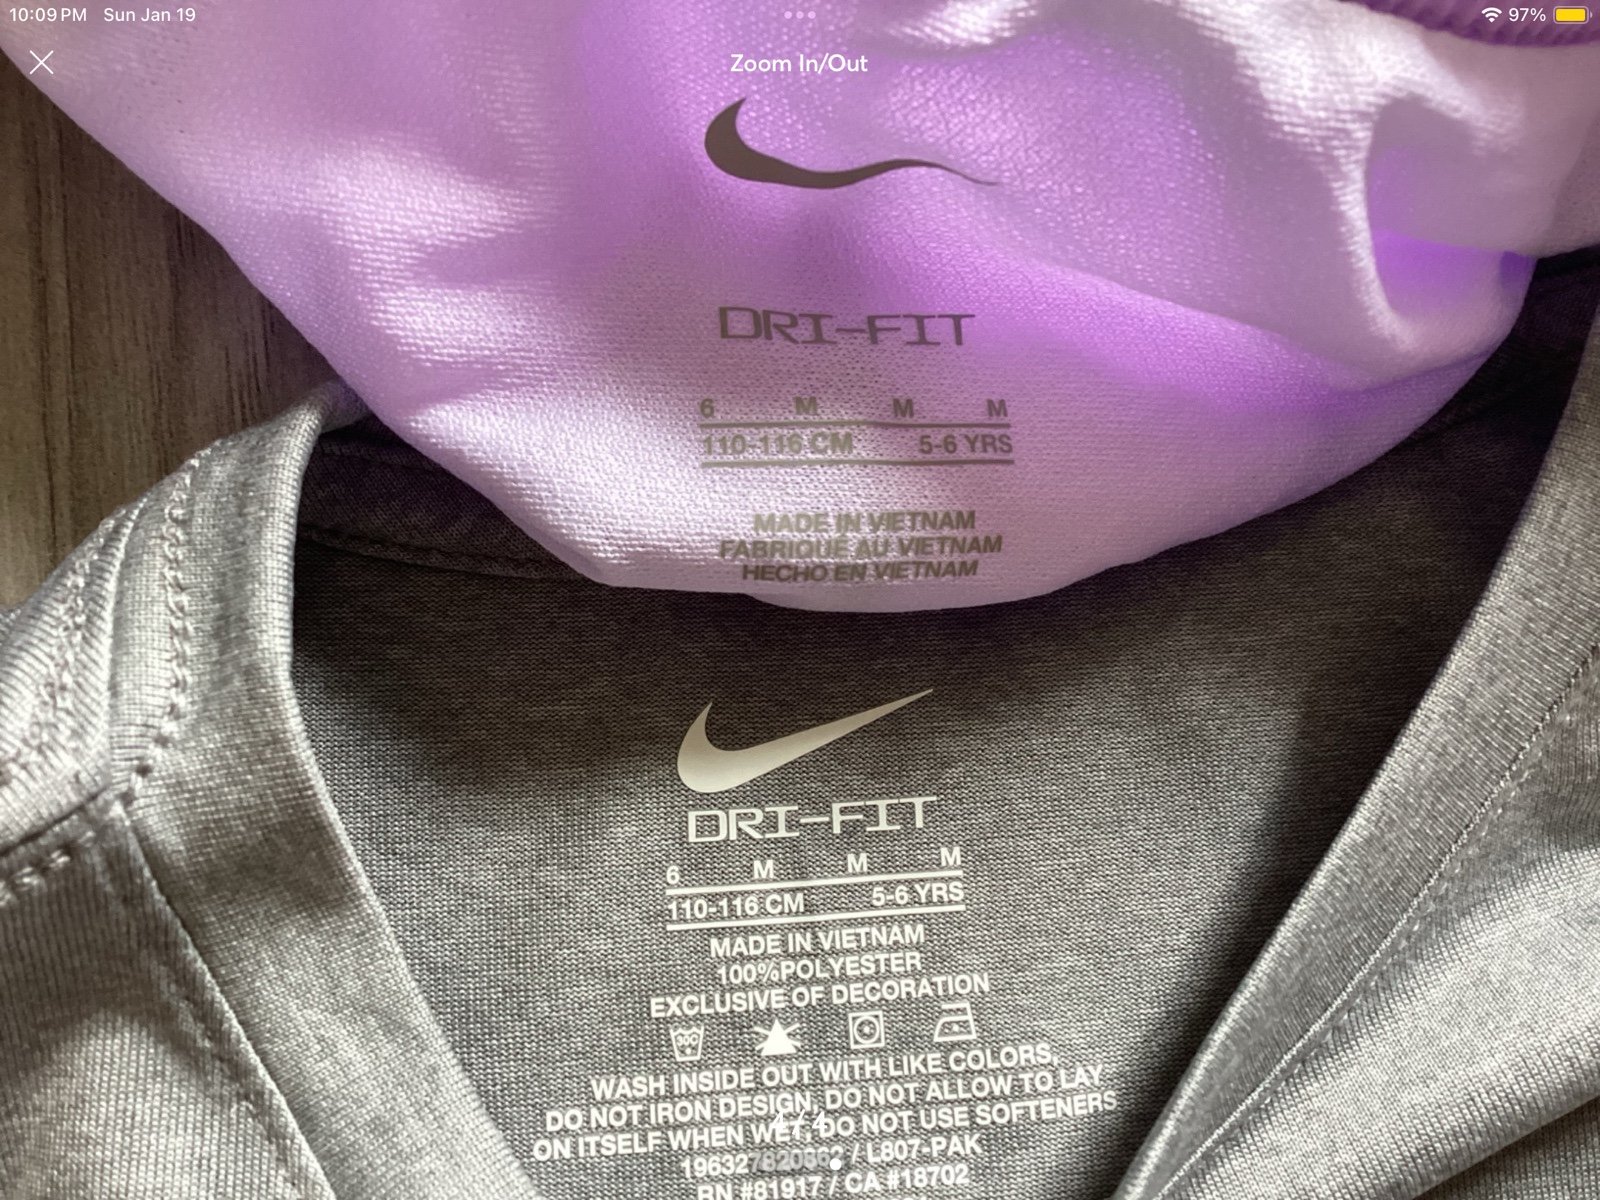 10:09 PM Sun Jan 19
97%
Zoom In/Out
DRI-FIT
6 M M M
110-116 CM 5-6 YRS
MADE IN VIETNAM
FABRIQUÉ AU VIETNAM
HECHO EN VIETNAM
DRI-FIT
6 M M M
110-116 CM 5-6 YRS
MADE IN VIETNAM
100%POLYESTER
EXCLUSIVE OF DECORATION
30C
WASH INSIDE OUT WITH LIKE COLORS,
DO NOT IRON DESIGN, DO NOT ALLOW TO LAY
ON ITSELF WHEN WET, DO NOT USE SOFTENERS
4 / 4
/ L807-PAK
RN #81917 / CA #18702